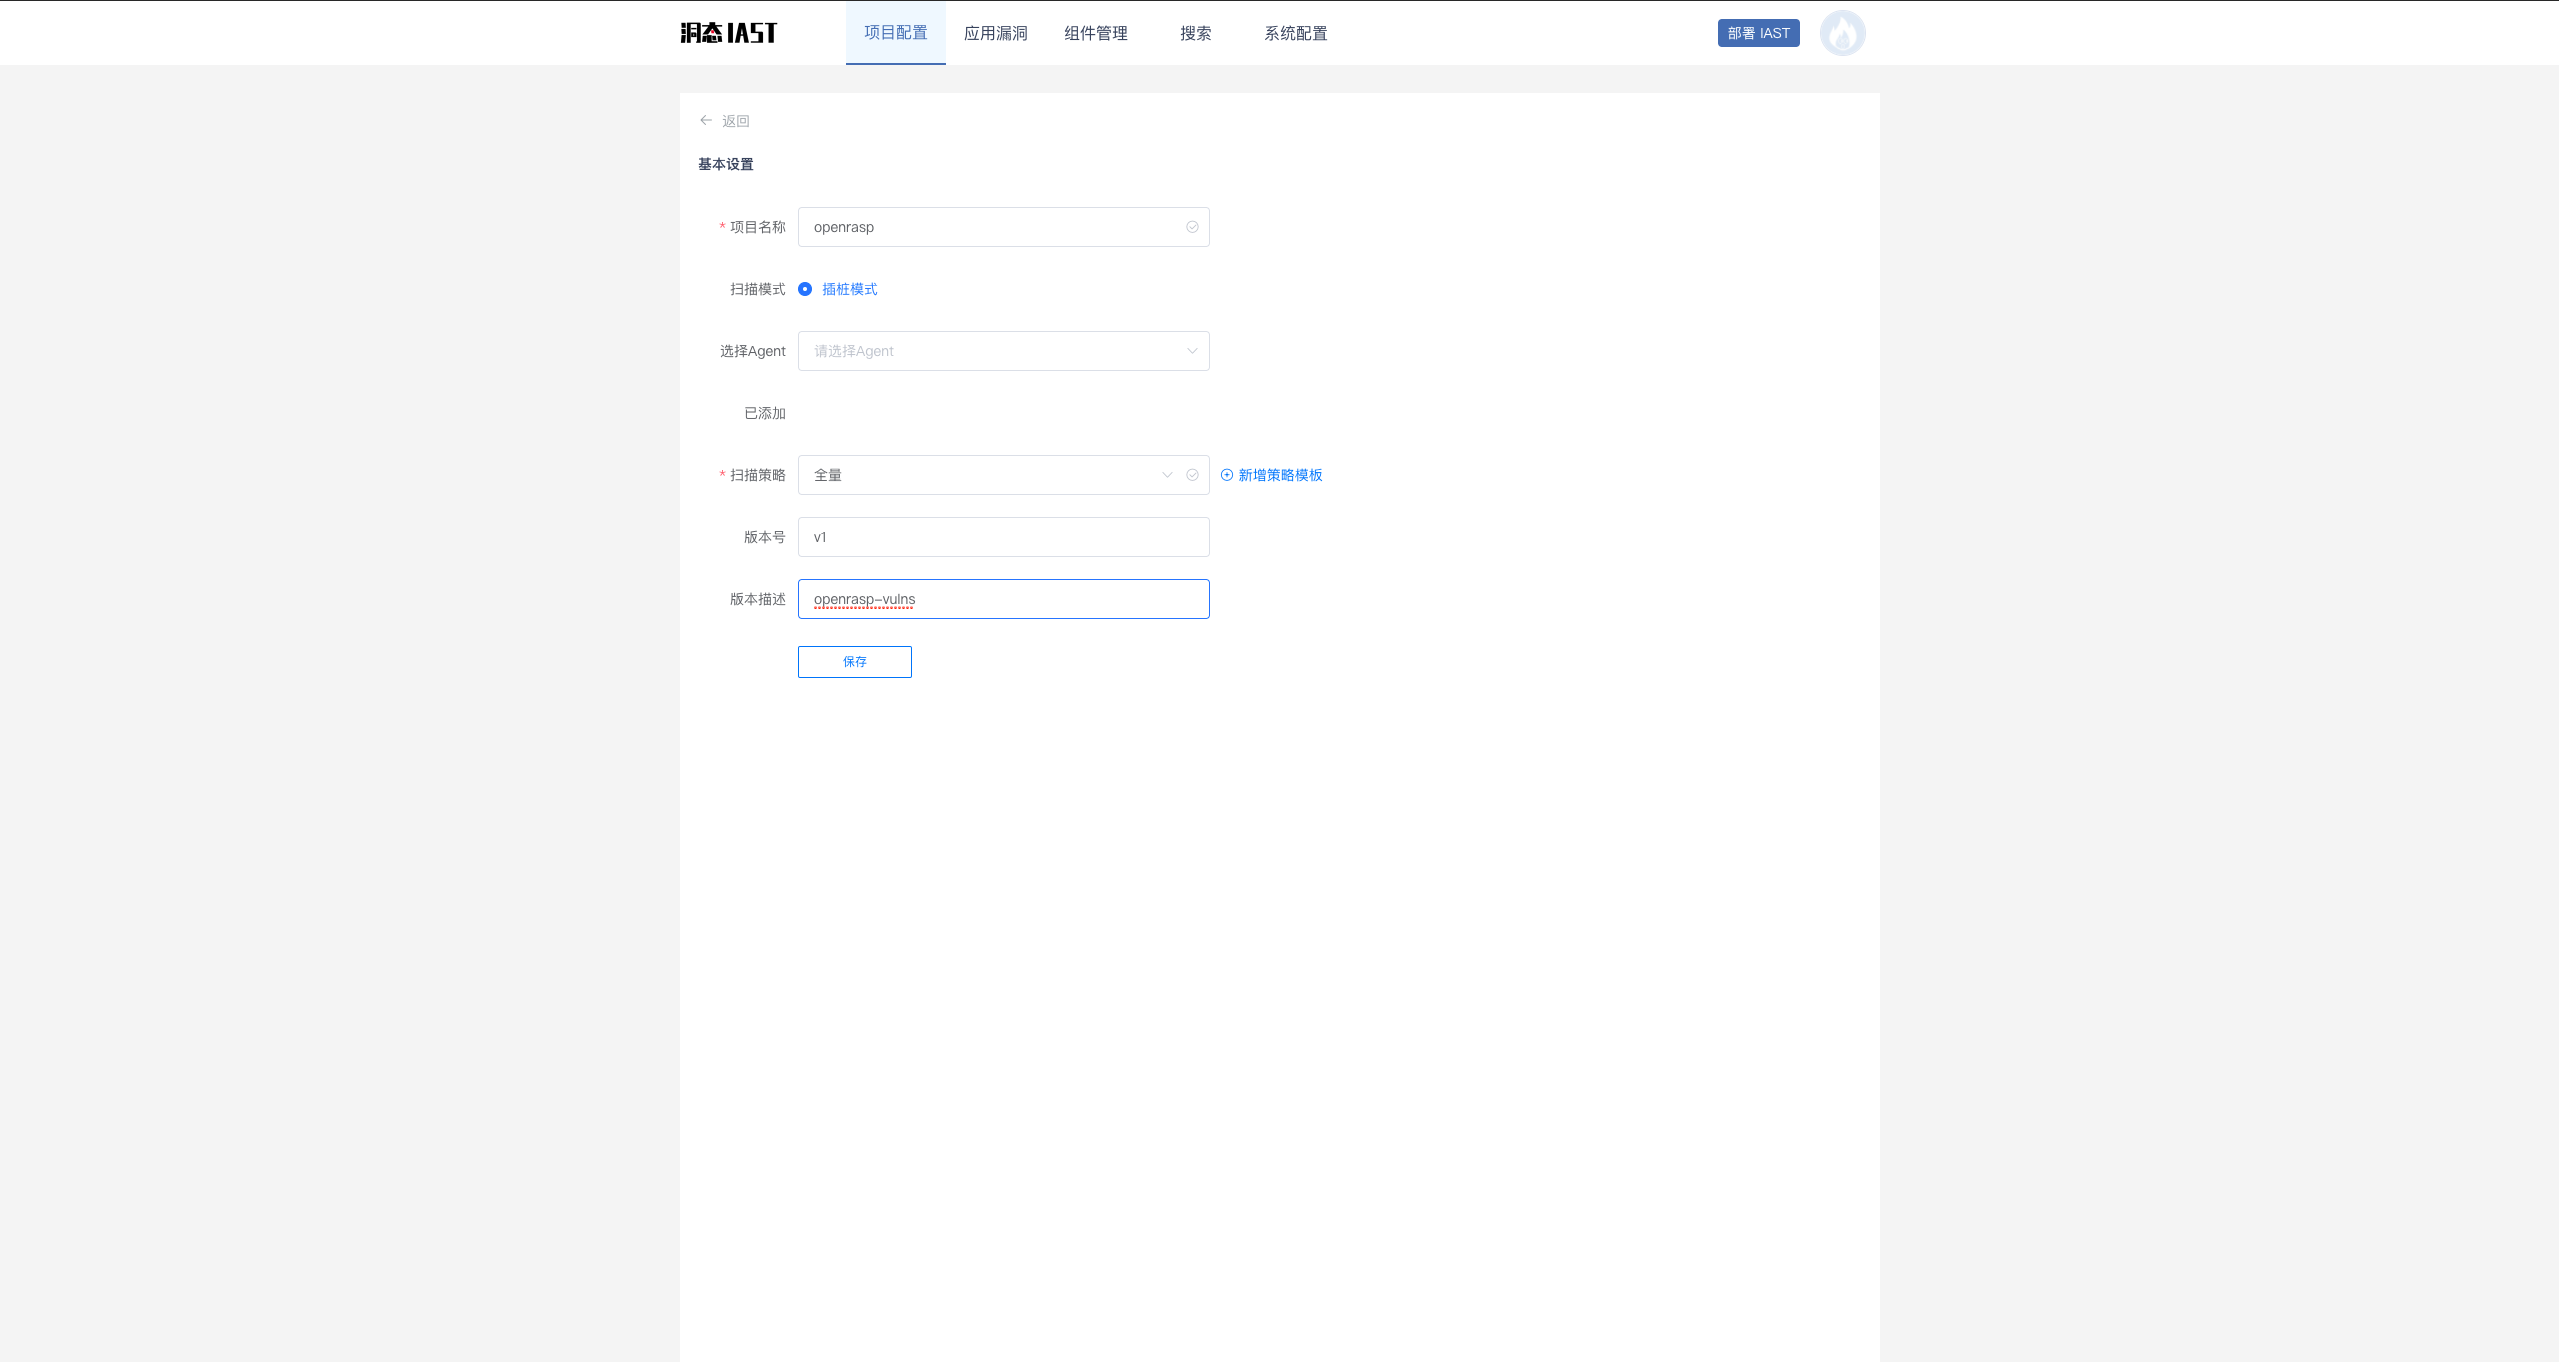 洞态 IAST 项目配置 应用漏洞 组件管理 搜索 系统配置 部署 IAST
返回
基本设置
* 项目名称 openrasp
扫描模式 插桩模式
选择Agent 请选择Agent
已添加
* 扫描策略 全量 新增策略模板
版本号 v1
版本描述 openrasp-vulns
保存